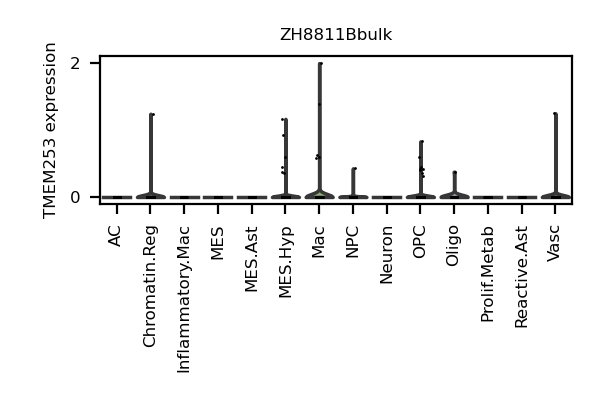 ZH8811Bbulk
TMEM253 expression
2
0
AC
Chromatin.Reg
Inflammatory.Mac
MES
MES.Ast
MES.Hyp
Mac
NPC
Neuron
OPC
Oligo
Prolif.Metab
Reactive.Ast
Vasc